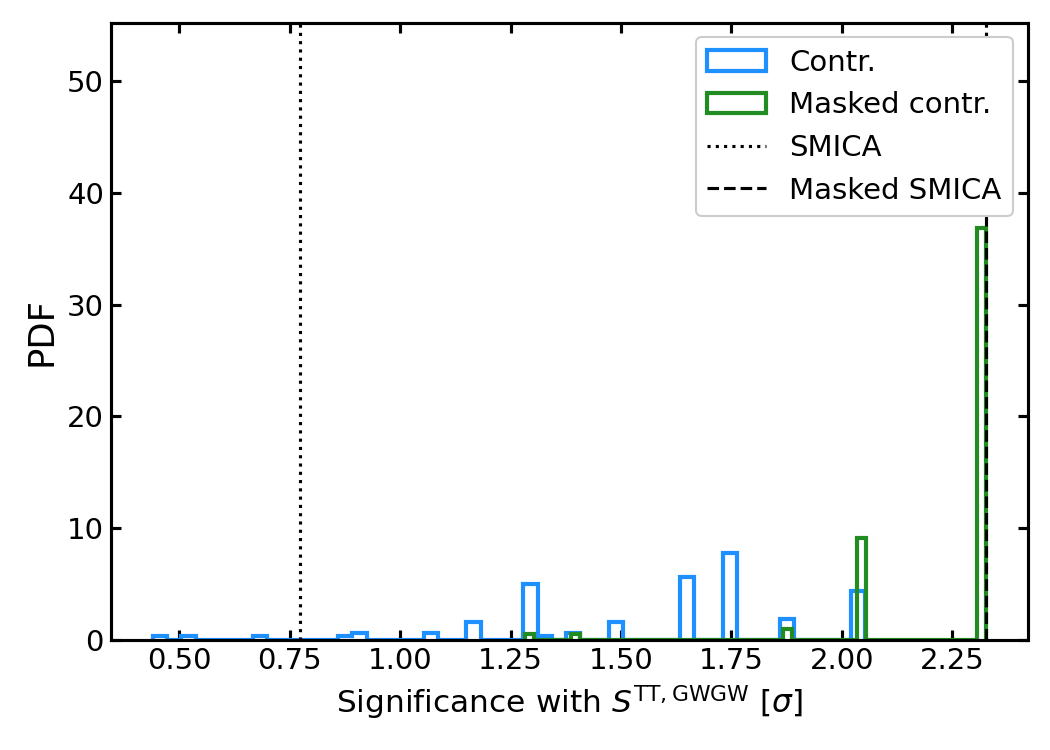 Contr.
Masked contr.
SMICA
Masked SMICA
PDF
50
40
30
20
10
0
0.50 0.75 1.00 1.25 1.50 1.75 2.00 2.25
Significance with S^TT, GWGW [σ]